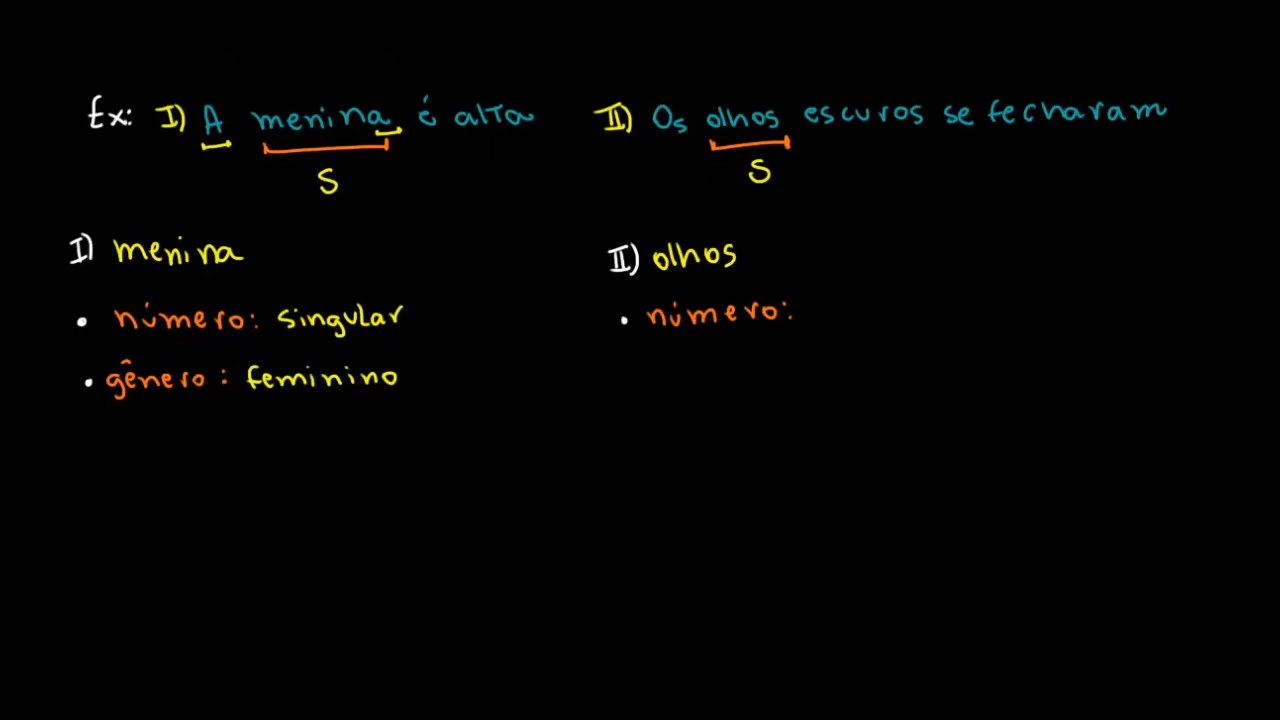 Ex: I) A menina é alta II) Os olhos escuros se fecharam
S S
I) menina
• número: singular
• gênero: feminino
II) olhos
• número: